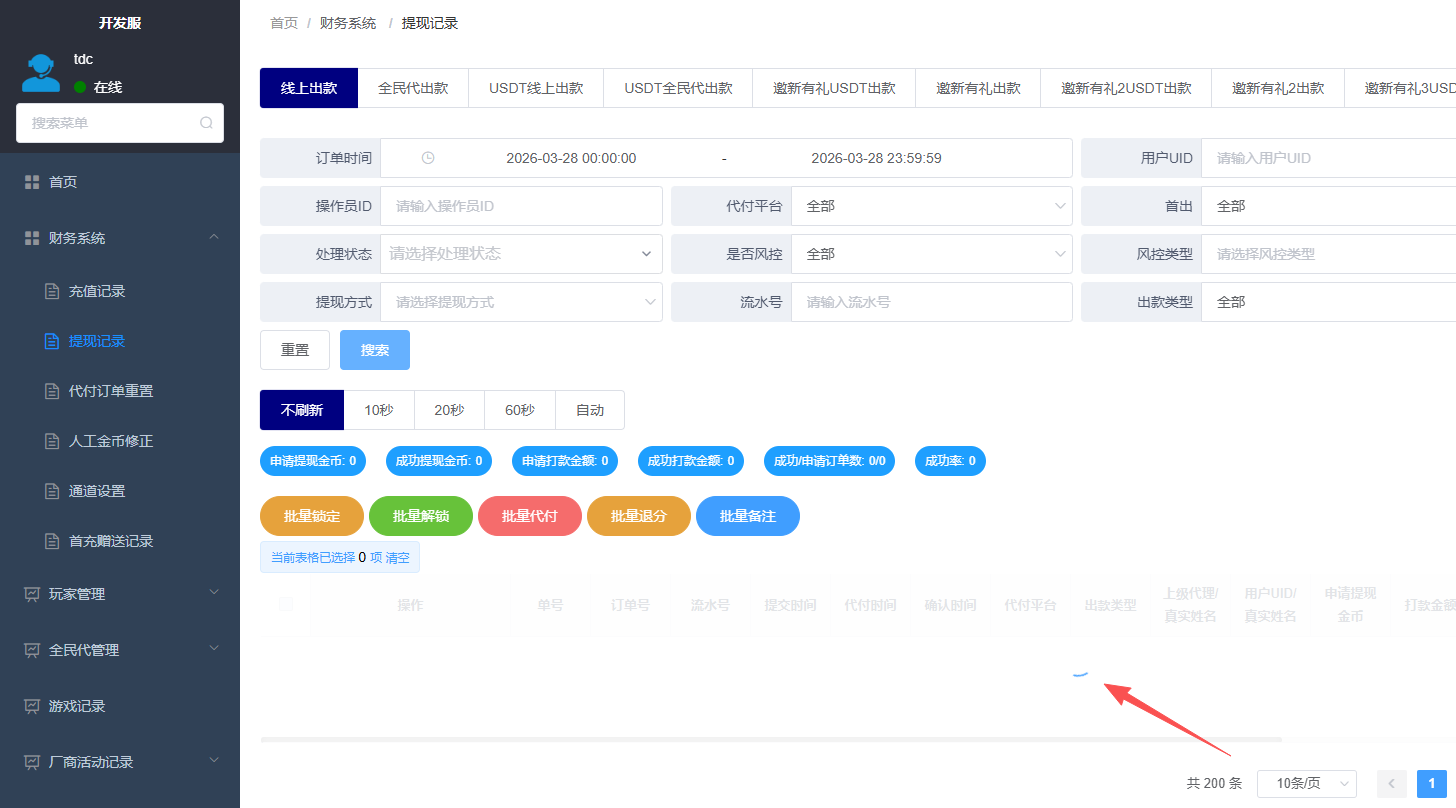 开发服
tdc
在线
搜索菜单
首页
财务系统
充值记录
提现记录
代付订单重置
人工金币修正
通道设置
首充赠送记录
玩家管理
全民代管理
游戏记录
厂商活动记录
首页 / 财务系统 / 提现记录
线上出款 全民代出款 USDT线上出款 USDT全民代出款 邀新有礼USDT出款 邀新有礼出款 邀新有礼2USDT出款 邀新有礼2出款 邀新有礼3USD
订单时间 2026-03-28 00:00:00 - 2026-03-28 23:59:59 用户UID 请输入用户UID
操作员ID 请输入操作员ID 代付平台 全部 首出 全部
处理状态 请选择处理状态 是否风控 全部 风控类型 请选择风控类型
提现方式 请选择提现方式 流水号 请输入流水号 出款类型 全部
重置 搜索
不刷新 10秒 20秒 60秒 自动
申请提现金币: 0 成功提现金币: 0 申请打款金额: 0 成功打款金额: 0 成功/申请订单数: 0/0 成功率: 0
批量锁定 批量解锁 批量代付 批量退分 批量备注
当前表格已选择 0 项 清空
操作 单号 订单号 流水号 提交时间 代付时间 确认时间 代付平台 出款类型 上级代理/ 用户UID/ 申请提现 打款金额
真实姓名 真实姓名 金币
共 200 条 10条/页 1